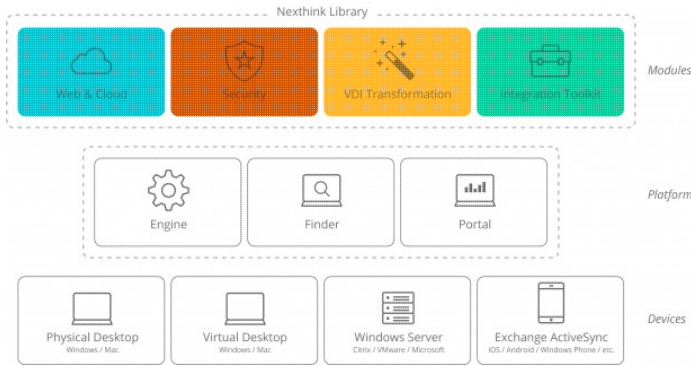 Nexthink Library
Web & Cloud
Security
VDI Transformation
Integration Toolkit
Modules
Engine
Finder
Portal
Platform
Physical Desktop
Windows / Mac
Virtual Desktop
Windows / Mac
Windows Server
Citrix / VMware / Microsoft
Exchange ActiveSync
iOS / Android / Windows Phone / etc.
Devices